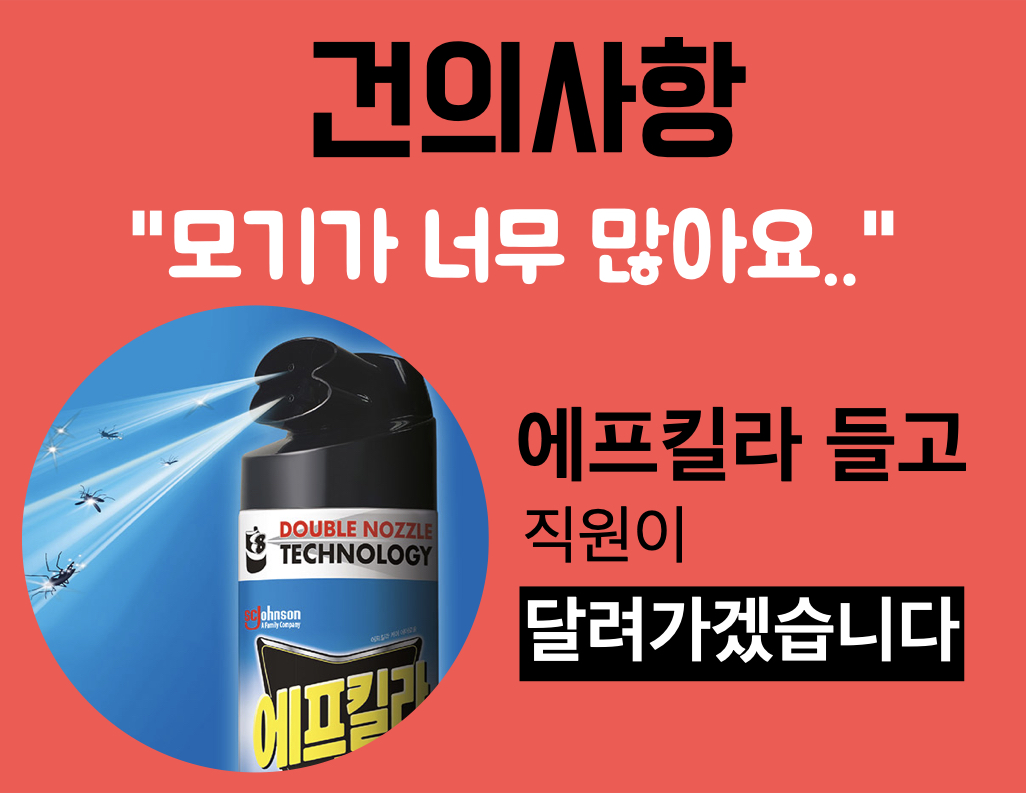 건의사항
"모기가 너무 많아요.."
에프킬라 들고
직원이
달려가겠습니다
DOUBLE NOZZLE
TECHNOLOGY
SC Johnson
A Family Company
에프킬라